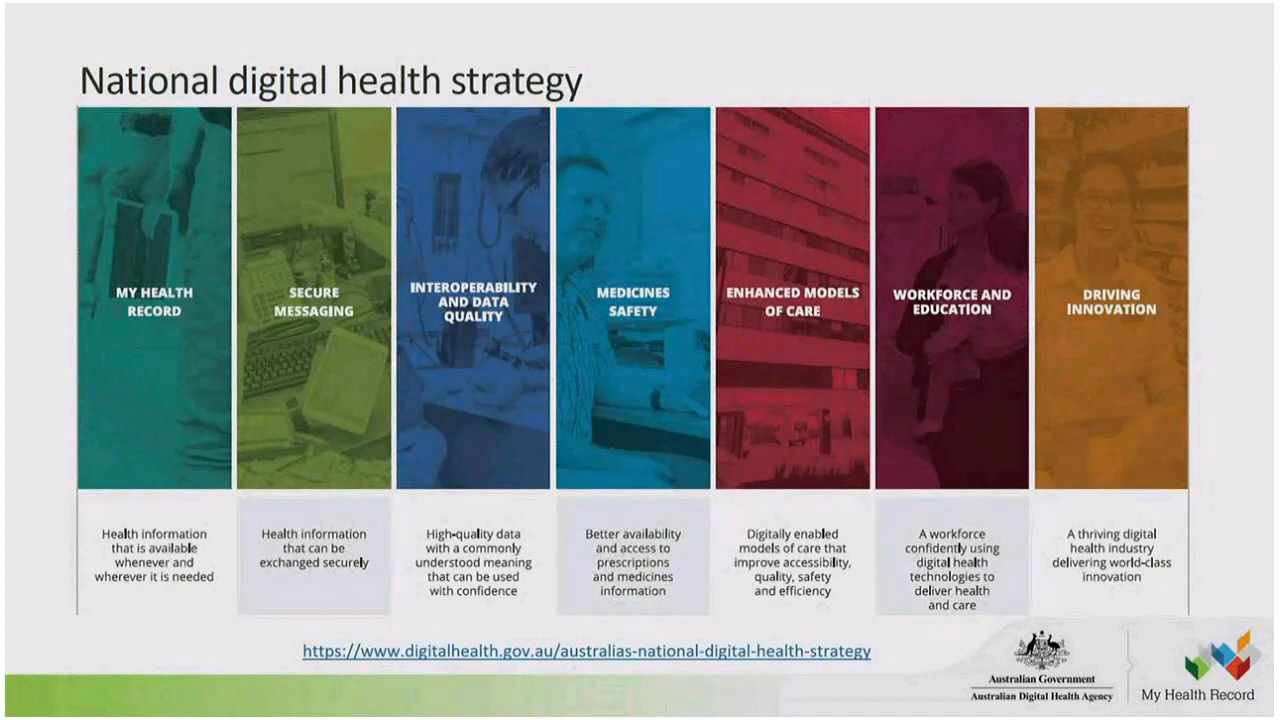 National digital health strategy
MY HEALTH
RECORD
SECURE
MESSAGING
INTEROPERABILITY
AND DATA
QUALITY
MEDICINES
SAFETY
ENHANCED MODELS
OF CARE
WORKFORCE AND
EDUCATION
DRIVING
INNOVATION
Health information
that is available
whenever and
wherever it is needed
Health information
that can be
exchanged securely
High-quality data
with a commonly
understood meaning
that can be used
with confidence
Better availability
and access to
prescriptions
and medicines
information
Digitally enabled
models of care that
improve accessibility,
quality, safety
and efficiency
A workforce
confidently using
digital health
technologies to
deliver health
and care
A thriving digital
health industry
delivering world-class
innovation
https://www.digitalhealth.gov.au/australias-national-digital-health-strategy
Australian Government
Australian Digital Health Agency
My Health Record